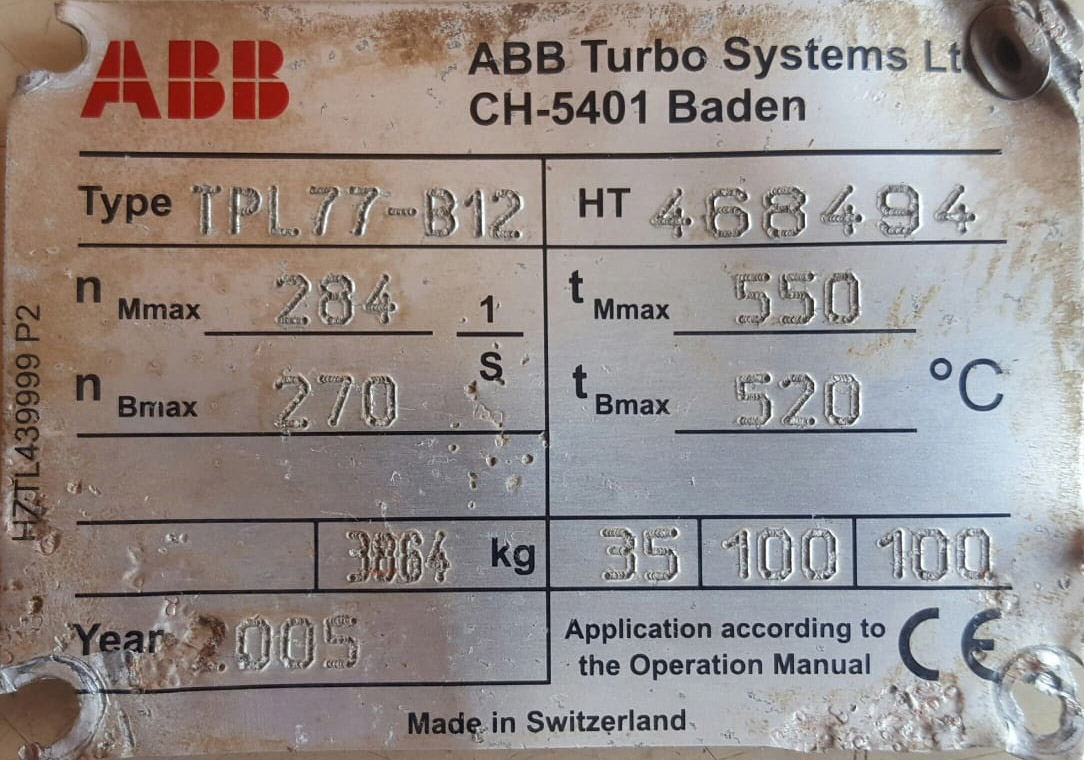 ABB
ABB Turbo Systems Lt
CH-5401 Baden
Type TPL77-B12 HT 468494
n Mmax 284 1/S t Mmax 550
n Bmax 270 t Bmax 520 °C
3864 kg 35 100 100
Year 2005 Application according to
the Operation Manual CE
Made in Switzerland
HZTL439999 P2